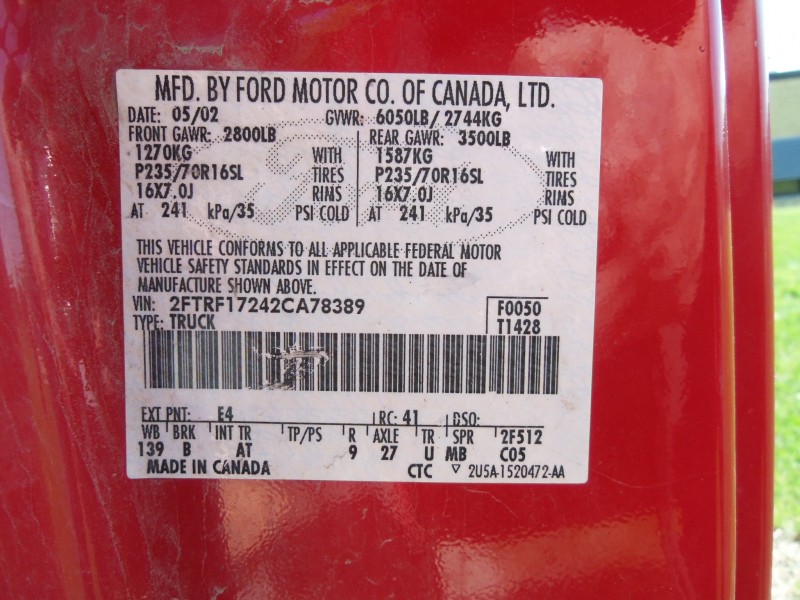 MFD. BY FORD MOTOR CO. OF CANADA, LTD.
DATE: 05/02 GVWR: 6050LB/ 2744KG
FRONT GAWR: 2800LB REAR GAWR: 3500LB
1270KG WITH 1587KG WITH
P235/70R16SL TIRES P235/70R16SL TIRES
16X7.0J RIMS 16X7.0J RIMS
AT 241 kPa/35 PSI COLD AT 241 kPa/35 PSI COLD
THIS VEHICLE CONFORMS TO ALL APPLICABLE FEDERAL MOTOR
VEHICLE SAFETY STANDARDS IN EFFECT ON THE DATE OF
MANUFACTURE SHOWN ABOVE.
VIN: 2FTRF17242CA78389 F0050
TYPE: TRUCK T1428
EXT PNT: E4 RC: 41 DSO:
WB BRK INT TR TP/PS R AXLE TR SPR 2F512
139 B AT 9 27 U MB C05
MADE IN CANADA CTC ▽ 2U5A-1520472-AA